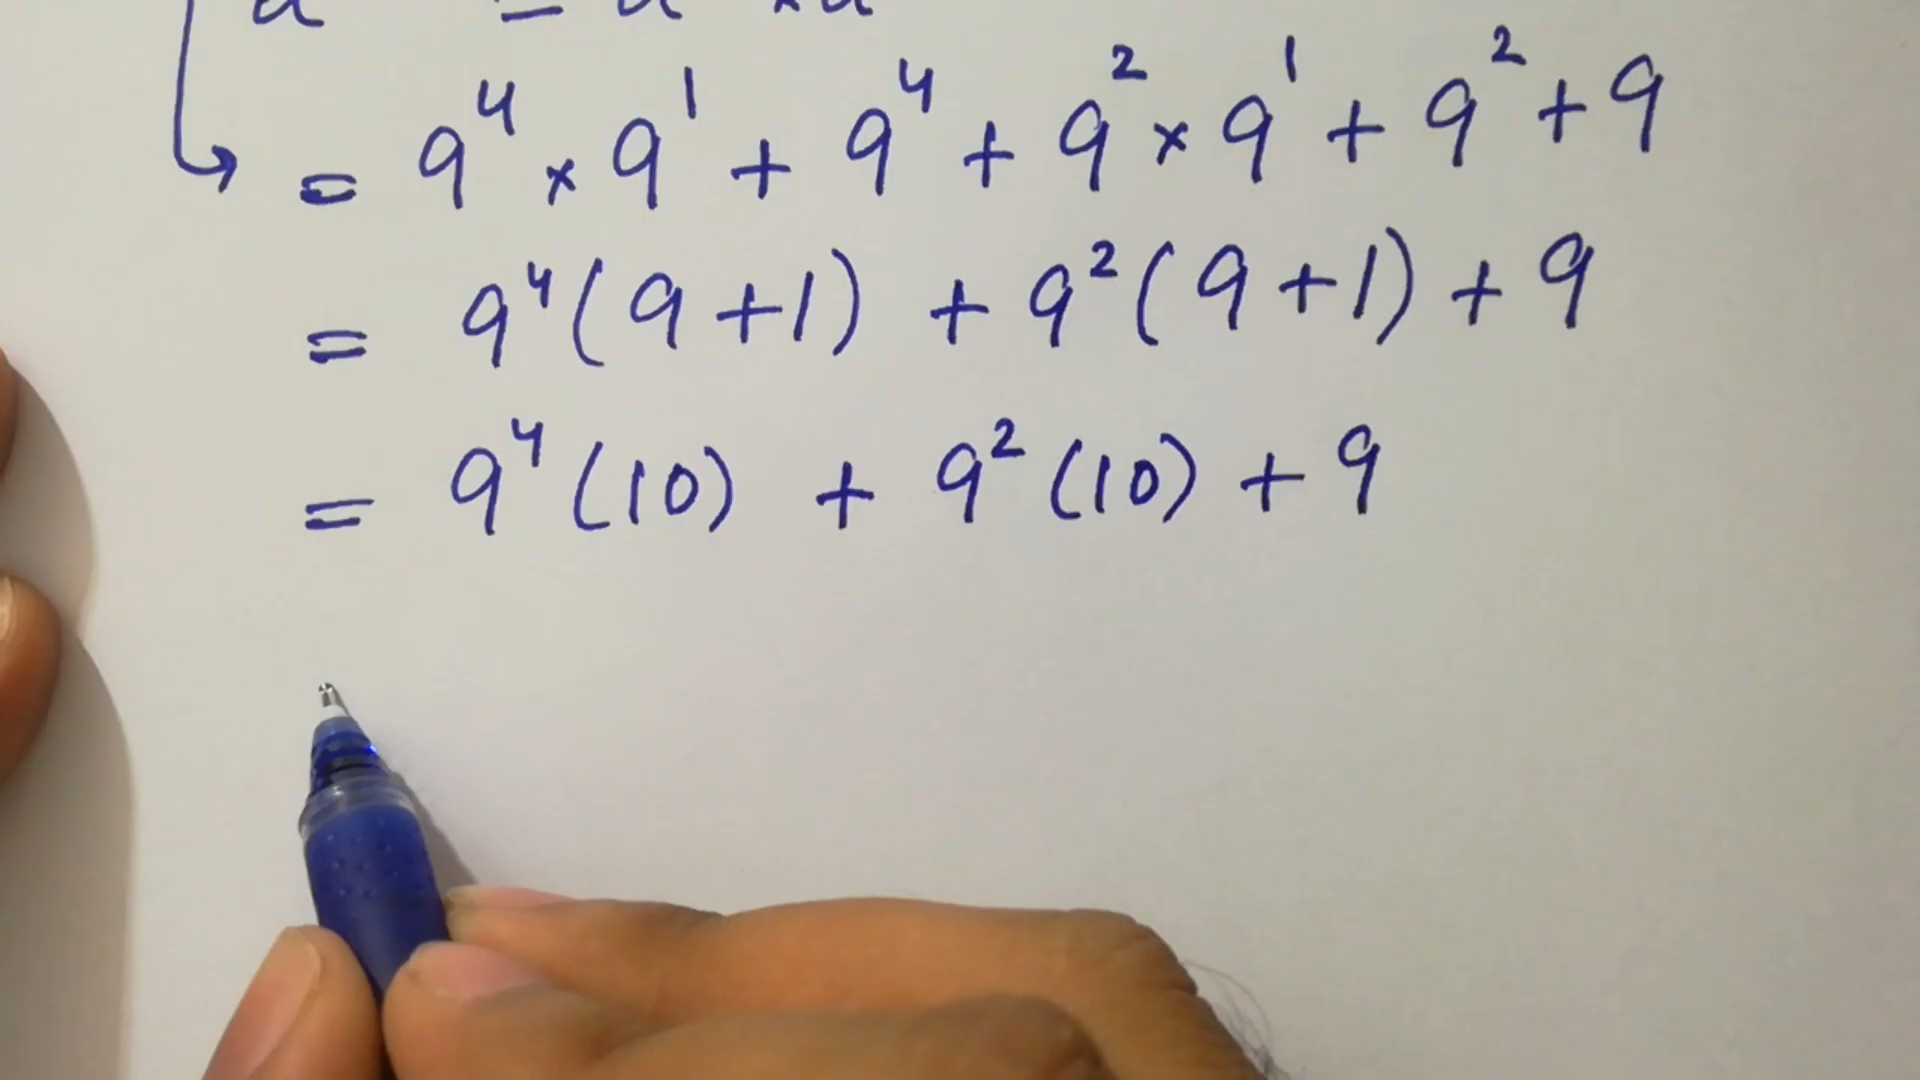 = 9⁴ × 9¹ + 9⁴ + 9² × 9¹ + 9² + 9
= 9⁴ (9 + 1) + 9² (9 + 1) + 9
= 9⁴ (10) + 9² (10) + 9